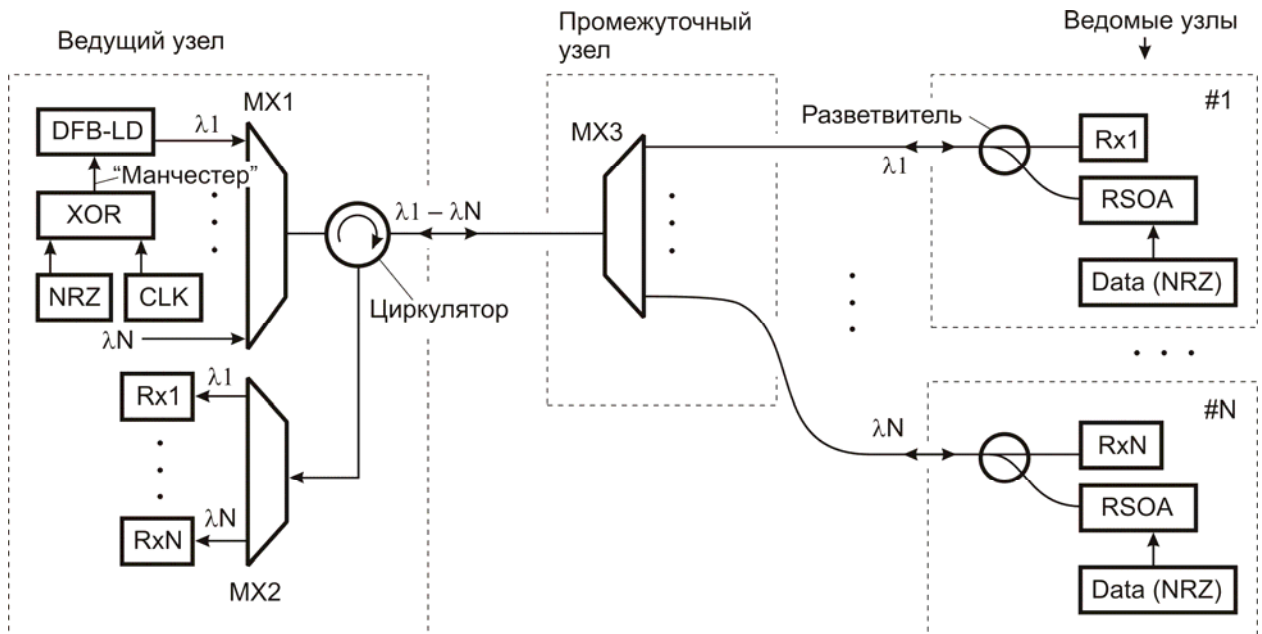 Ведущий узел
Промежуточный
узел
Ведомые узлы
MX1
DFB-LD
λ1
“Манчестер”
XOR
NRZ
CLK
λN
λ1 – λN
Циркулятор
Rx1
λ1
RxN
λN
MX2
MX3
λ1
Разветвитель
#1
Rx1
RSOA
Data (NRZ)
λN
#N
RxN
RSOA
Data (NRZ)